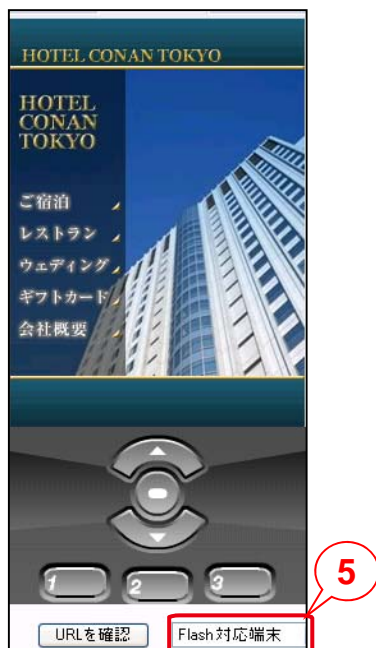 HOTEL CONAN TOKYO
HOTEL
CONAN
TOKYO
ご宿泊
レストラン
ウェディング
ギフトカード
会社概要
1 2 3
5
URLを確認 Flash対応端末